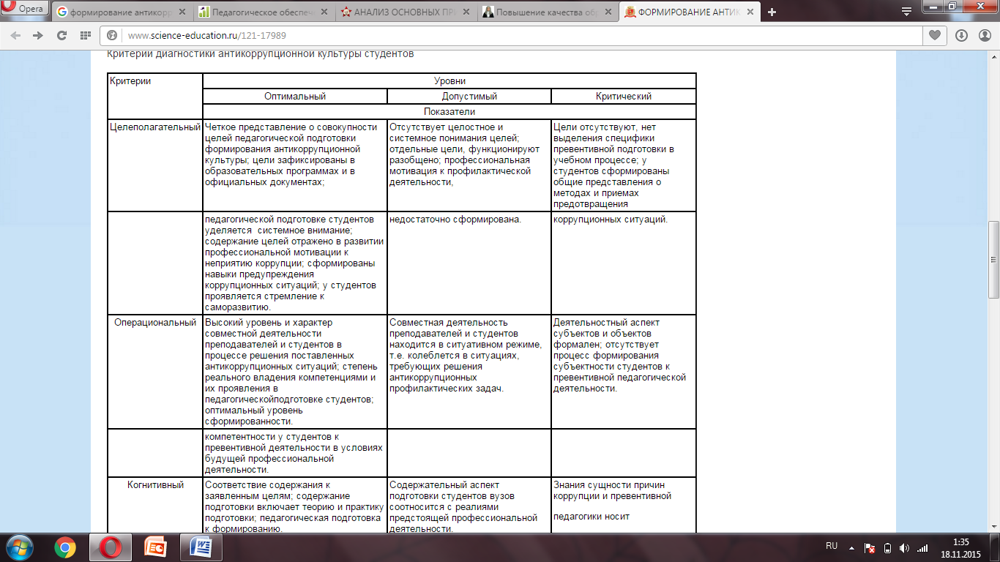 Opera
формирование антикорр
Педагогическое обеспече
АНАЛИЗ ОСНОВНЫХ ПРИ
Повышение качества обр
ФОРМИРОВАНИЕ АНТИК
www.science-education.ru/121-17989
Критерии диагностики антикоррупционной культуры студентов
Критерии
Уровни
Оптимальный
Допустимый
Критический
Показатели
Целеполагательный
Четкое представление о совокупности
целей педагогической подготовки
формирования антикоррупционной
культуры; цели зафиксированы в
образовательных программах и в
официальных документах;
Отсутствует целостное и
системное понимания целей;
отдельные цели, функционируют
разобщено; профессиональная
мотивация к профилактической
деятельности,
Цели отсутствуют, нет
выделения специфики
превентивной подготовки в
учебном процессе; у
студентов сформированы
общие представления о
методах и приемах
предотвращения
педагогической подготовке студентов
уделяется системное внимание;
содержание целей отражено в развитии
профессиональной мотивации к
неприятию коррупции; сформированы
навыки предупреждения
коррупционных ситуаций; у студентов
проявляется стремление к
саморазвитию.
недостаточно сформирована.
коррупционных ситуаций.
Операциональный
Высокий уровень и характер
совместной деятельности
преподавателей и студентов в
процессе решения поставленных
антикоррупционных ситуаций; степень
реального владения компетенциями и
их проявления в
педагогическойподготовке студентов;
оптимальный уровень
сформированности.
Совместная деятельность
преподавателей и студентов
находится в ситуативном режиме,
т.е. колеблется в ситуациях,
требующих решения
антикоррупционных
профилактических задач.
Деятельностный аспект
субъектов и объектов
формален; отсутствует
процесс формирования
субъектности студентов к
превентивной педагогической
деятельности.
компетентности у студентов к
превентивной деятельности в условиях
будущей профессиональной
деятельности.
Когнитивный
Соответствие содержания к
заявленным целям; содержание
подготовки включает теорию и практику
подготовки; педагогическая подготовка
к формированию.
Содержательный аспект
подготовки студентов вузов
соотносится с реалиями
предстоящей профессиональной
деятельности.
Знания сущности причин
коррупции и превентивной
педагогики носит
RU
1:35
18.11.2015